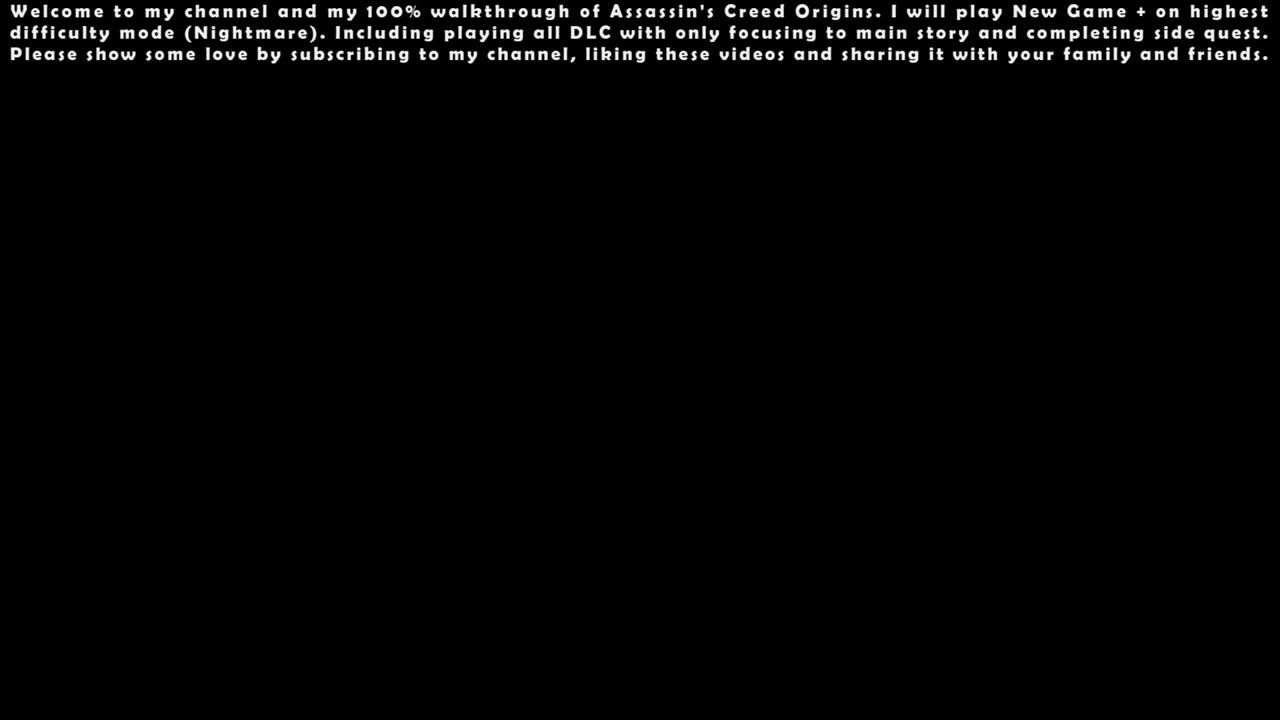 Welcome to my channel and my 100% walkthrough of Assassin's Creed Origins. I will play New Game + on highest
difficulty mode (Nightmare). Including playing all DLC with only focusing to main story and completing side quest.
Please show some love by subscribing to my channel, liking these videos and sharing it with your family and friends.